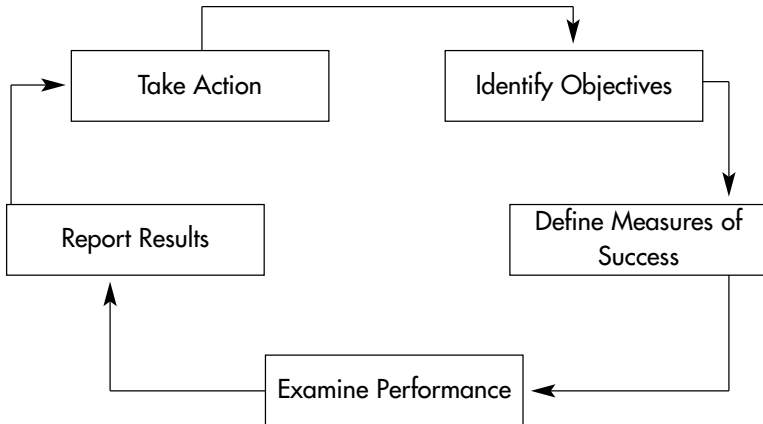 Take Action
Identify Objectives
Report Results
Define Measures of
Success
Examine Performance